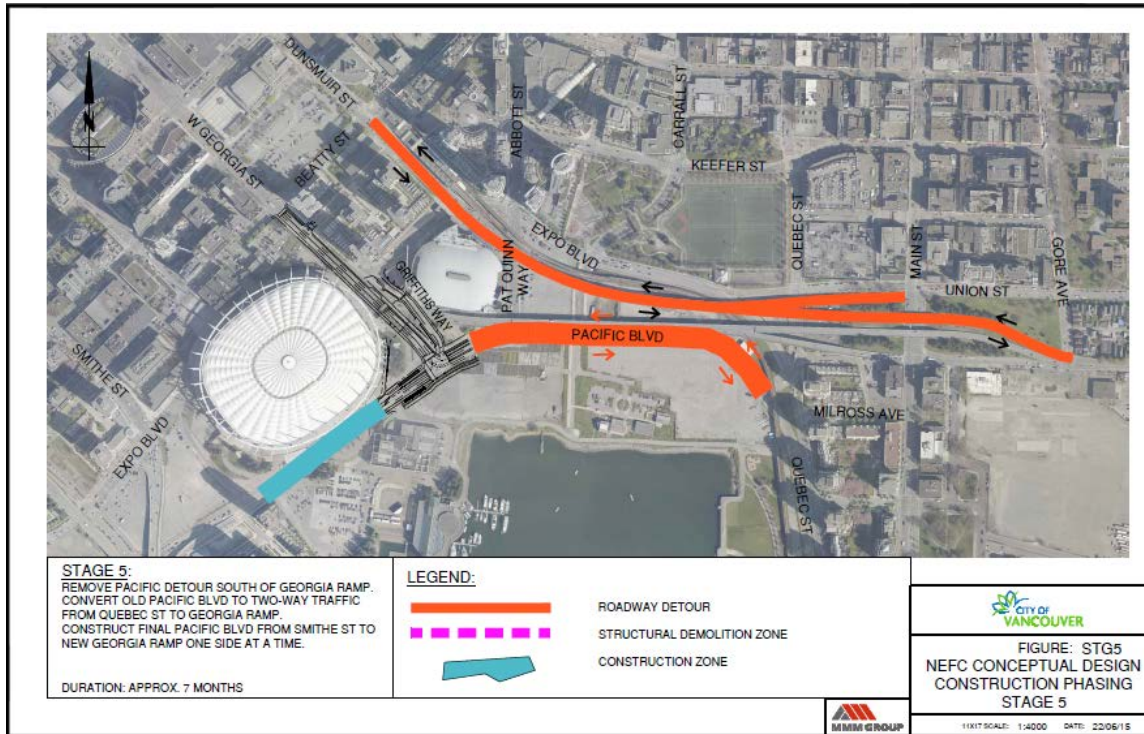 DUNSMUIR ST
ABBOTT ST
CARRALL ST
W GEORGIA ST
BEATTY ST
KEEFER ST
QUEBEC ST
MAIN ST
GORE AVE
EXPO BLVD
PAT QUINN
WAY
GRIFFITHS WAY
UNION ST
PACIFIC BLVD
SMITHE ST
EXPO BLVD
MILROSS AVE
QUEBEC ST
STAGE 5:
REMOVE PACIFIC DETOUR SOUTH OF GEORGIA RAMP.
CONVERT OLD PACIFIC BLVD TO TWO-WAY TRAFFIC
FROM QUEBEC ST TO GEORGIA RAMP.
CONSTRUCT FINAL PACIFIC BLVD FROM SMITHE ST TO
NEW GEORGIA RAMP ONE SIDE AT A TIME.
DURATION: APPROX. 7 MONTHS
LEGEND:
ROADWAY DETOUR
STRUCTURAL DEMOLITION ZONE
CONSTRUCTION ZONE
MMM GROUP
CITY OF
VANCOUVER
FIGURE: STG5
NEFC CONCEPTUAL DESIGN
CONSTRUCTION PHASING
STAGE 5
11X17 SCALE: 1:4000 DATE: 22/06/15